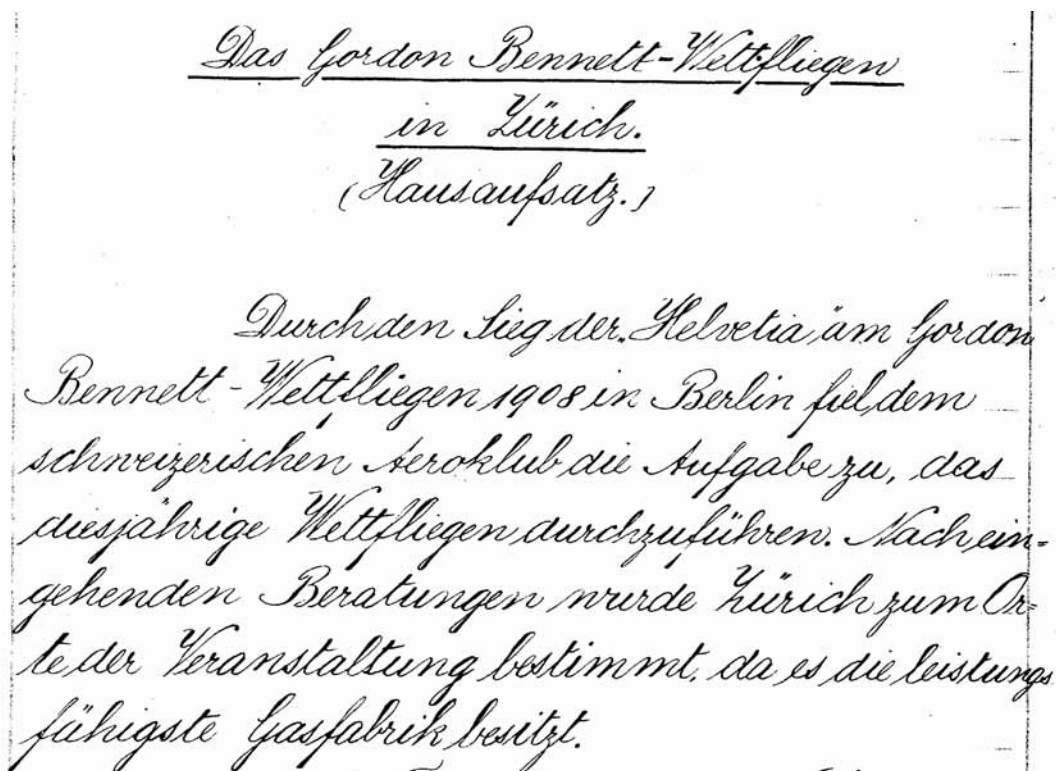 Das Gordon Bennett-Wettfliegen
in Zürich.
(Hausaufsatz.)
Durch den Sieg der „Helvetia" am Gordon
Bennett-Wettfliegen 1908 in Berlin fiel dem
schweizerischen Aeroklub die Aufgabe zu, das
diesjährige Wettfliegen durchzuführen. Nach ein=
gehenden Beratungen wurde Zürich zum Or=
te der Veranstaltung bestimmt, da es die leistungs
fähigste Gasfabrik besitzt.